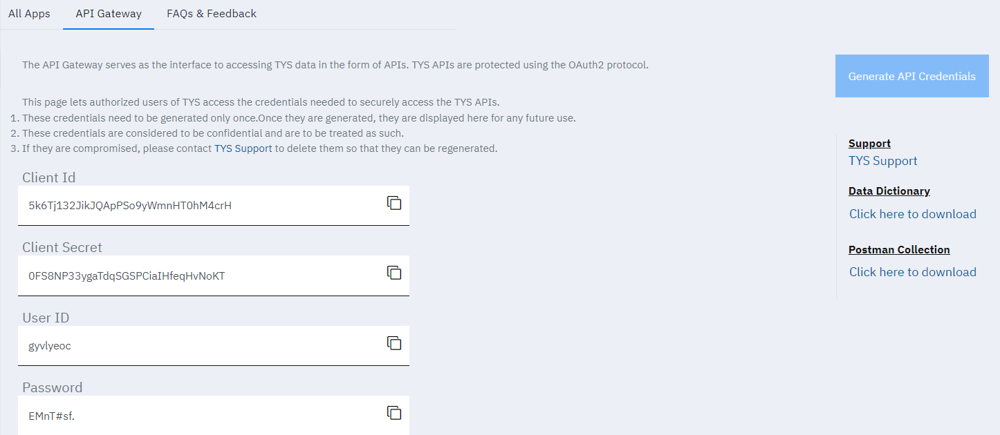 All Apps
API Gateway
FAQs & Feedback
The API Gateway serves as the interface to accessing TYS data in the form of APIs. TYS APIs are protected using the OAuth2 protocol.
Generate API Credentials
This page lets authorized users of TYS access the credentials needed to securely access the TYS APIs.
1. These credentials need to be generated only once.Once they are generated, they are displayed here for any future use.
2. These credentials are considered to be confidential and are to be treated as such.
3. If they are compromised, please contact TYS Support to delete them so that they can be regenerated.
Client Id
5k6Tj132JikJQApPSo9yWmnHT0hM4crH
Client Secret
0FS8NP33ygaTdqSGSPCiaIHfeqHvNoKT
User ID
gyvlyeoc
Password
EMnT#sf.
Support
TYS Support
Data Dictionary
Click here to download
Postman Collection
Click here to download